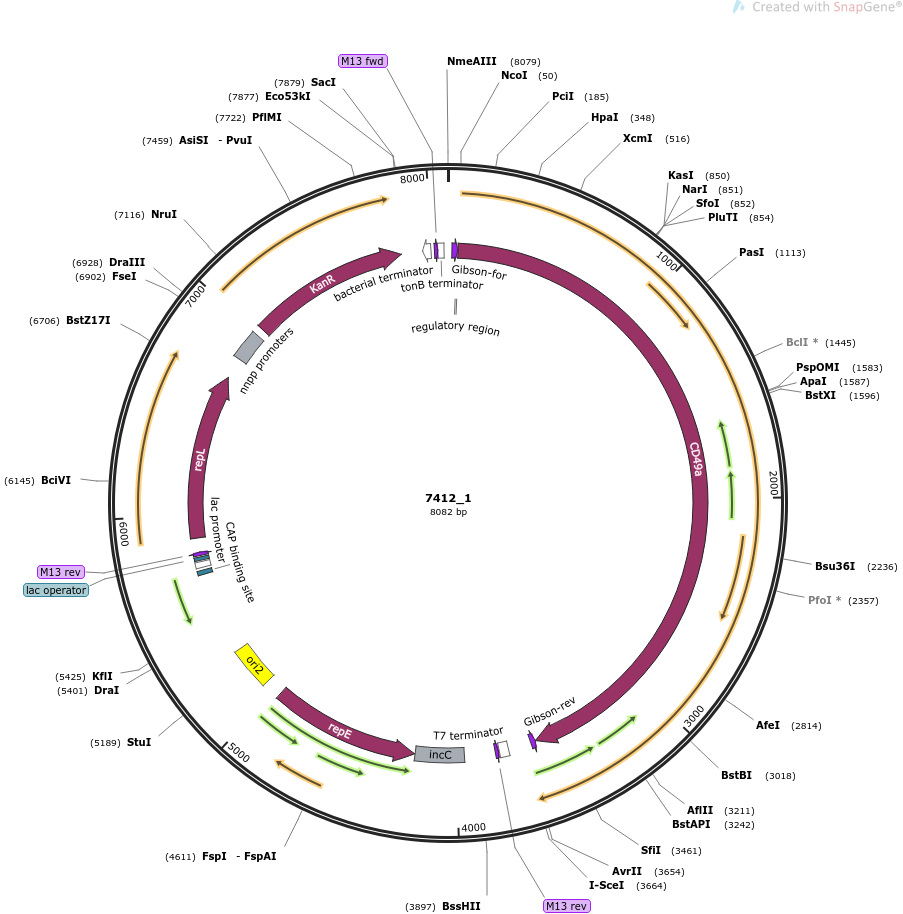 Created with SnapGene®
M13 fwd
NmeAIII (8079)
NcoI (50)
(7879) SacI
(7877) Eco53kI
PciI (185)
(7722) PflMI
HpaI (348)
(7459) AsiSI - PvuI
XcmI (516)
8000
KasI (850)
NarI (851)
SfoI (852)
PluTI (854)
(7116) NruI
PasI (1113)
1000
(6928) DraIII
(6902) FseI
7000
KanR
bacterial terminator
Gibson-for
tonB terminator
regulatory region
(6706) BstZ17I
nnpp promoters
BclI * (1445)
PspOMI (1583)
ApaI (1587)
BstXI (1596)
repL
CD49a
(6145) BciVI
2000
7412_1
8082 bp
6000
lac promoter
CAP binding site
Bsu36I (2236)
M13 rev
lac operator
PfoI * (2357)
ori2
(5425) KflI
(5401) DraI
Gibson-rev
3000
AfeI (2814)
(5189) StuI
5000
repE
incC
T7 terminator
BstBI (3018)
AflII (3211)
BstAPI (3242)
4000
(4611) FspI - FspAI
SfiI (3461)
AvrII (3654)
I-SceI (3664)
(3897) BssHII
M13 rev